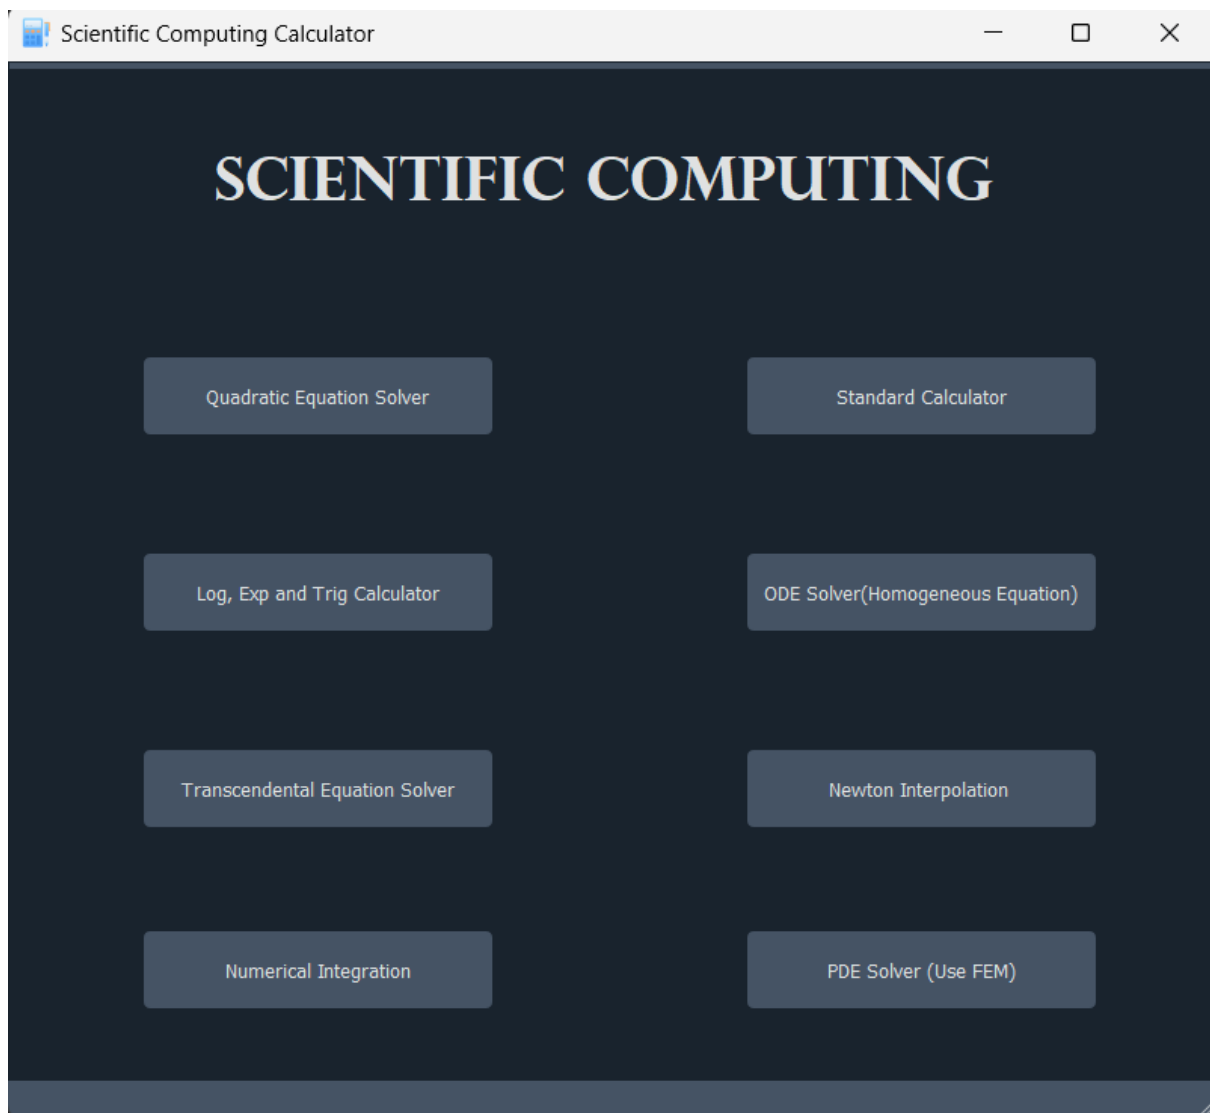 Scientific Computing Calculator
SCIENTIFIC COMPUTING
Quadratic Equation Solver
Standard Calculator
Log, Exp and Trig Calculator
ODE Solver(Homogeneous Equation)
Transcendental Equation Solver
Newton Interpolation
Numerical Integration
PDE Solver (Use FEM)